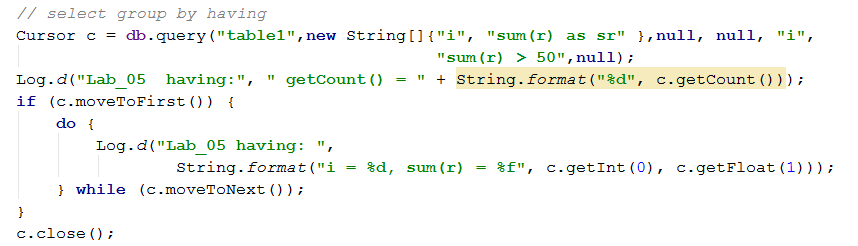 // select group by having
Cursor c = db.query("table1",new String[]{"i", "sum(r) as sr" },null, null, "i",
"sum(r) > 50",null);
Log.d("Lab_05  having:", " getCount() = " + String.format("%d", c.getCount()));
if (c.moveToFirst()) {
do {
Log.d("Lab_05 having: ",
String.format("i = %d, sum(r) = %f", c.getInt(0), c.getFloat(1)));
} while (c.moveToNext());
}
c.close();